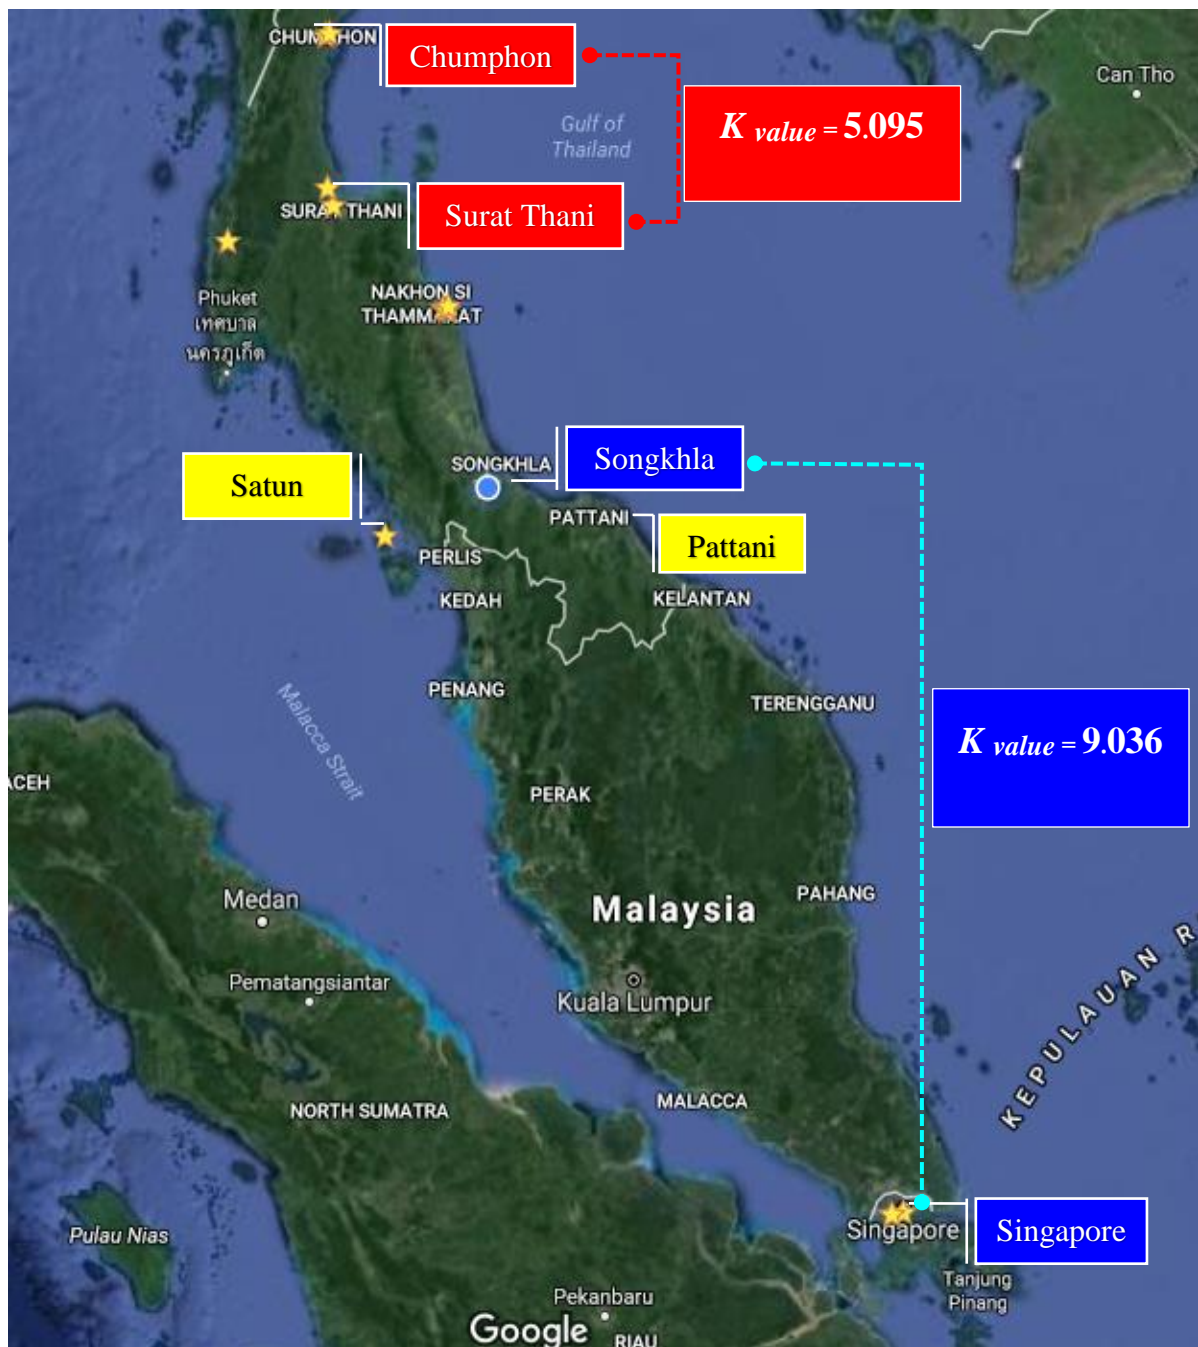 CHUMPHON
Chumphon
Can Tho
K value = 5.095
Gulf of
Thailand
SURAT THANI
Surat Thani
NAKHON SI
THAMMARAT
Phuket
เทศบาล
นครภูเก็ต
SONGKHLA
Songkhla
Satun
PATTANI
Pattani
PERLIS
KEDAH
KELANTAN
PENANG
TERENGGANU
Malacca Strait
K value = 9.036
ACEH
PERAK
Medan
Malaysia
PAHANG
Pematangsiantar
Kuala Lumpur
KEPULAUAN R
MALACCA
NORTH SUMATRA
Pulau Nias
Singapore
Singapore
Tanjung
Pinang
Pekanbaru
Google
RIAU